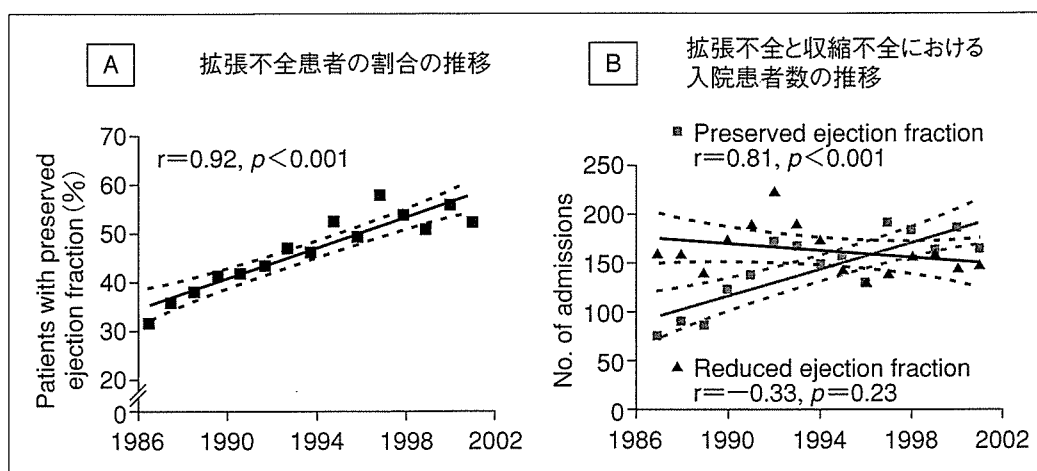 A
拡張不全患者の割合の推移
Patients with preserved
ejection fraction(%)
70
60
50
40
30
20
0
r=0.92, p<0.001
1986
1990
1994
1998
2002
B
拡張不全と収縮不全における
入院患者数の推移
Preserved ejection fraction
r=0.81, p<0.001
No. of admissions
250
200
150
100
50
0
Reduced ejection fraction
r=−0.33, p=0.23
1986
1990
1994
1998
2002